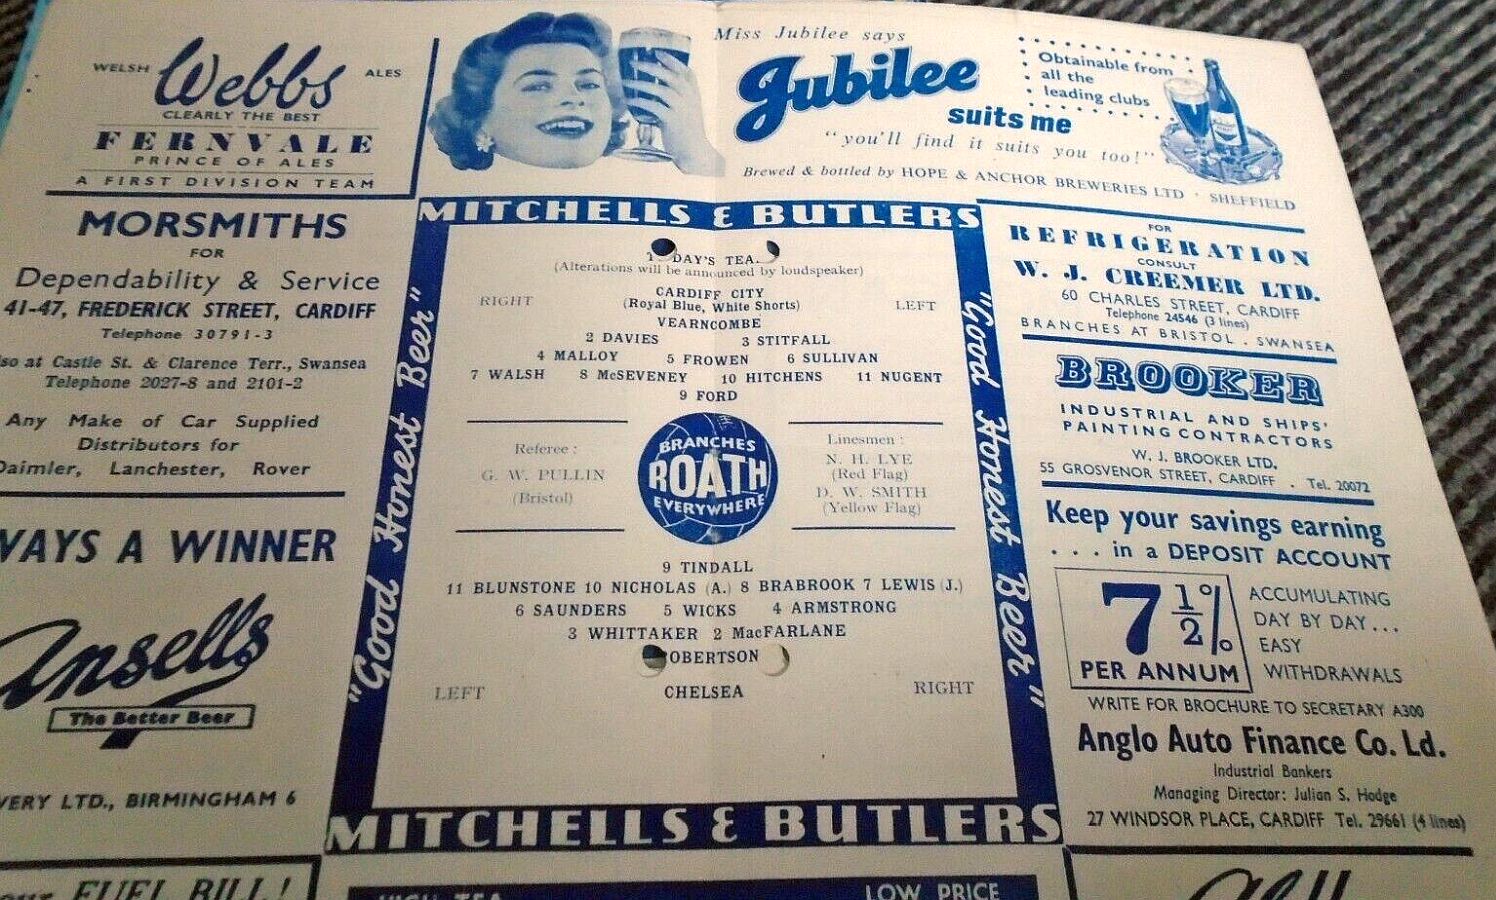 WELSH Webbs ALES
CLEARLY THE BEST
FERNVALE
PRINCE OF ALES
A FIRST DIVISION TEAM
Miss Jubilee says
Jubilee
suits me
"you'll find it suits you too!"
Obtainable from
all the
leading clubs
Brewed & bottled by HOPE & ANCHOR BREWERIES LTD · SHEFFIELD
MORSMITHS
FOR
Dependability & Service
41-47, FREDERICK STREET, CARDIFF
Telephone 30791-3
so at Castle St. & Clarence Terr., Swansea
Telephone 2027-8 and 2101-2
Any Make of Car Supplied
Distributors for
Daimler, Lanchester, Rover
WAYS A WINNER
Ansells
The Better Beer
WERY LTD., BIRMINGHAM 6
FUEL BILL!
MITCHELLS & BUTLERS
"Good Honest Beer"
DAY'S TEA
(Alterations will be announced by loudspeaker)
CARDIFF CITY
RIGHT (Royal Blue, White Shorts) LEFT
VEARNCOMBE
2 DAVIES 3 STITFALL
4 MALLOY 5 FROWEN 6 SULLIVAN
7 WALSH 8 McSEVENEY 10 HITCHENS 11 NUGENT
9 FORD
Referee :
G. W. PULLIN
(Bristol)
BRANCHES
ROATH
EVERYWHERE
Linesmen :
N. H. LYE
(Red Flag)
D. W. SMITH
(Yellow Flag)
9 TINDALL
11 BLUNSTONE 10 NICHOLAS (A.) 8 BRABROOK 7 LEWIS (J.)
6 SAUNDERS 5 WICKS 4 ARMSTRONG
3 WHITTAKER 2 MacFARLANE
OBERTSON
LEFT CHELSEA RIGHT
"Good Honest Beer"
MITCHELLS & BUTLERS
HIGH TEA LOW PRICE
FOR
REFRIGERATION
CONSULT
W. J. CREEMER LTD.
60 CHARLES STREET, CARDIFF
Telephone 24546 (3 lines)
BRANCHES AT BRISTOL . SWANSEA
BROOKER
INDUSTRIAL AND SHIPS'
PAINTING CONTRACTORS
W. J. BROOKER LTD.
55 GROSVENOR STREET, CARDIFF . Tel. 20072
Keep your savings earning
. . . in a DEPOSIT ACCOUNT
7 1/2 %
PER ANNUM
ACCUMULATING
DAY BY DAY...
EASY
WITHDRAWALS
WRITE FOR BROCHURE TO SECRETARY A300
Anglo Auto Finance Co. Ld.
Industrial Bankers
Managing Director: Julian S. Hodge
27 WINDSOR PLACE, CARDIFF Tel. 29661 (4 lines)